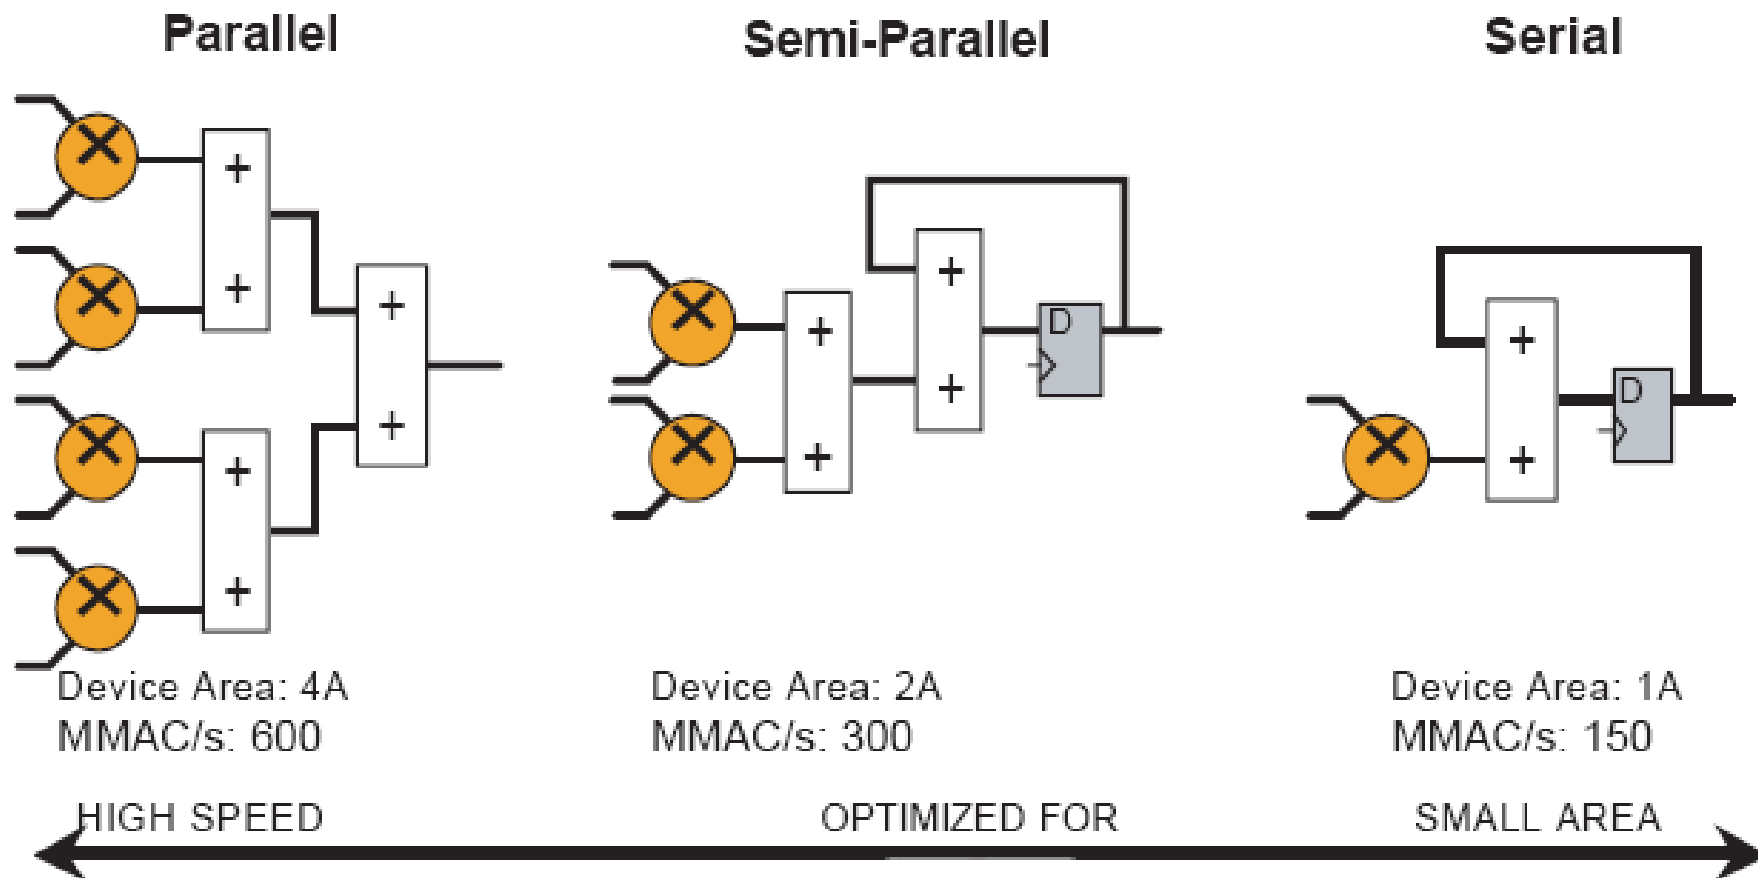 Parallel
Semi-Parallel
Serial
+
+
+
+
+
+
+
+
+
+
D
+
+
D
Device Area: 4A
MMAC/s: 600
Device Area: 2A
MMAC/s: 300
Device Area: 1A
MMAC/s: 150
HIGH SPEED
OPTIMIZED FOR
SMALL AREA